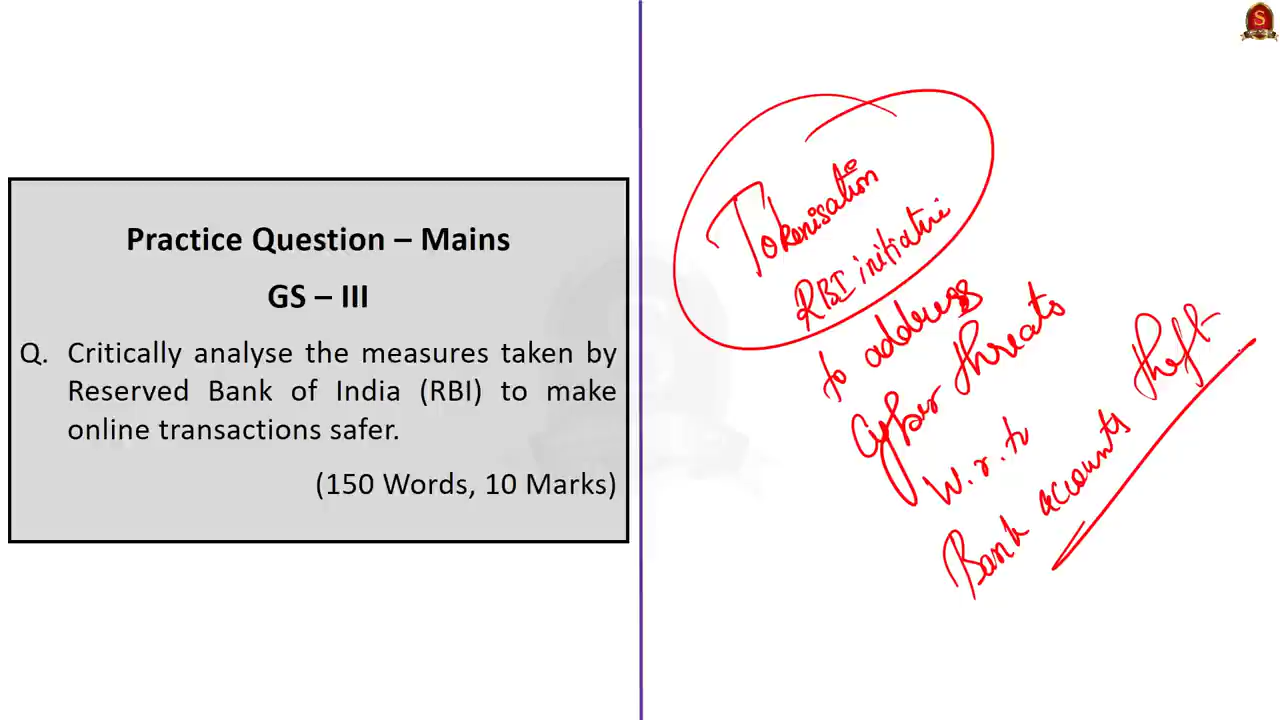 Practice Question – Mains
GS – III
Q. Critically analyse the measures taken by
Reserved Bank of India (RBI) to make
online transactions safer.
(150 Words, 10 Marks)
Tokenisation
RBI initiative
to address
Cyber threats
w.r.to
Bank accounts theft
S